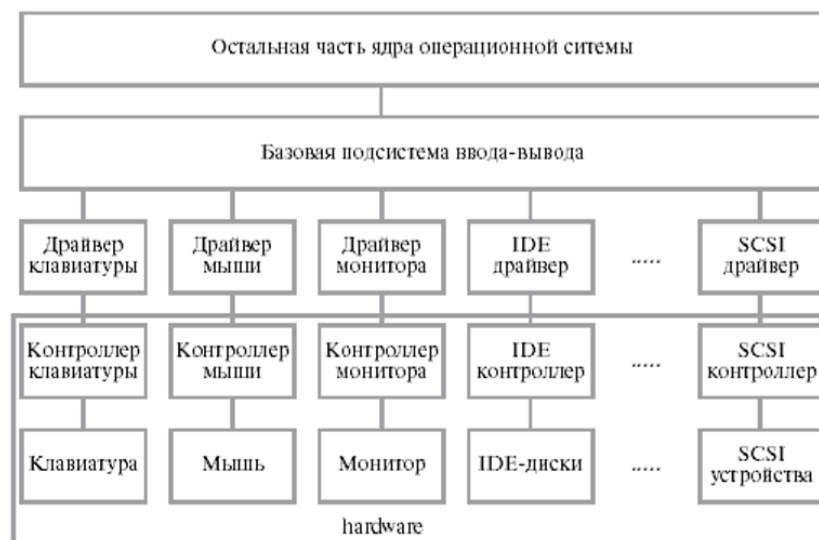 Остальная часть ядра операционной ситемы
Базовая подсистема ввода-вывода
Драйвер
клавиатуры
Драйвер
мыши
Драйвер
монитора
IDE
драйвер
.....
SCSI
драйвер
Контроллер
клавиатуры
Контроллер
мыши
Контроллер
монитора
IDE
контроллер
.....
SCSI
контроллер
Клавиатура
Мышь
Монитор
IDE-диски
.....
SCSI
устройства
hardware